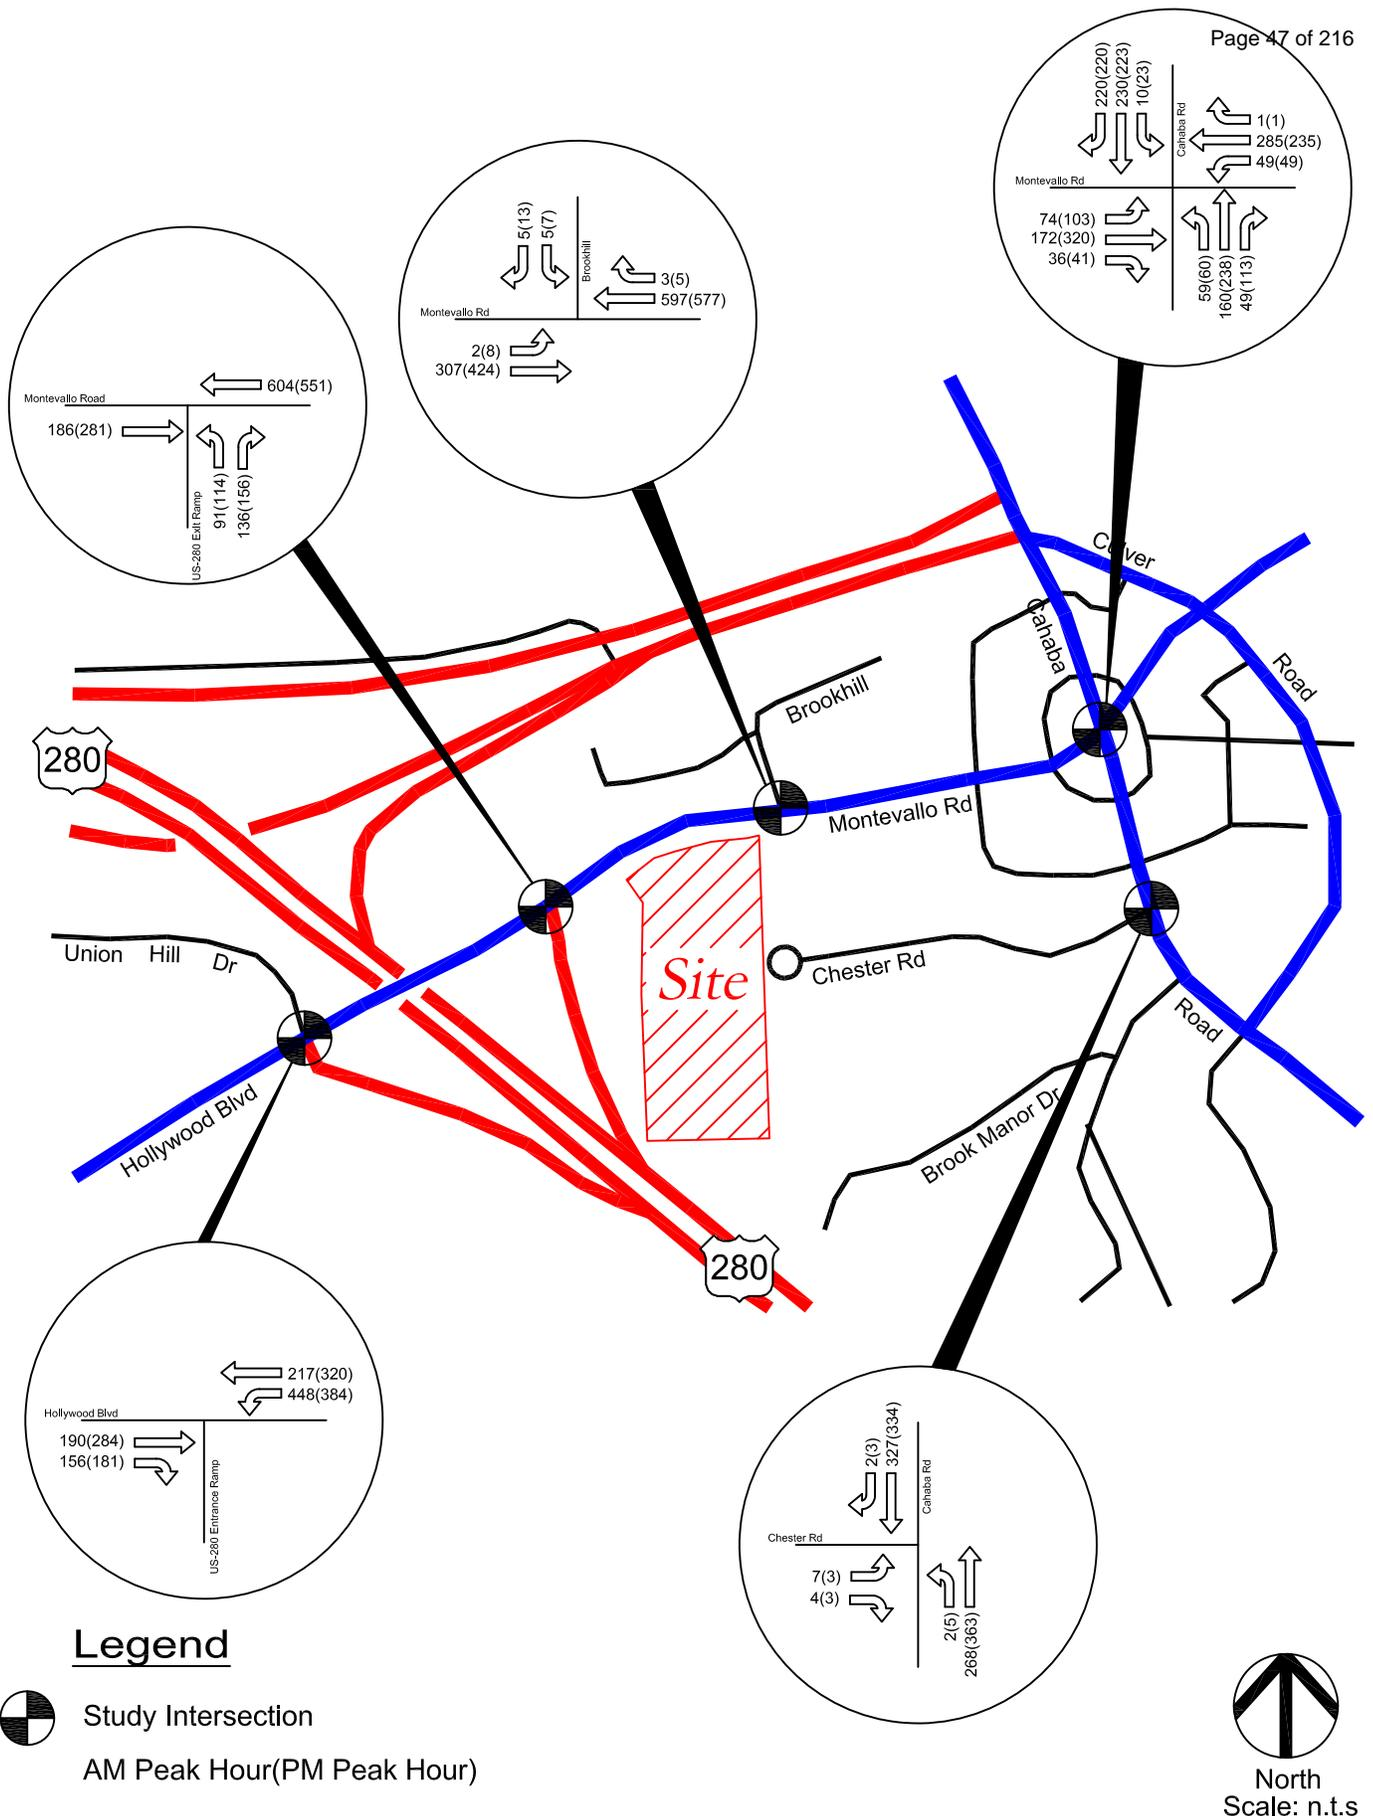 Page 47 of 216
220(220)
230(223)
10(23)
Cahaba Rd
1(1)
285(235)
49(49)
Montevallo Rd
74(103)
172(320)
36(41)
59(60)
160(238)
49(113)
5(13)
5(7)
Brookhill
3(5)
597(577)
Montevallo Rd
2(8)
307(424)
604(551)
Montevallo Road
186(281)
91(114)
136(156)
US-280 Exit Ramp
Culver
Road
Cahaba
Brookhill
280
Montevallo Rd
Union Hill Dr
Site
Chester Rd
Road
Hollywood Blvd
Brook Manor Dr
280
217(320)
448(384)
Hollywood Blvd
190(284)
156(181)
US-280 Entrance Ramp
2(3)
327(334)
Cahaba Rd
Chester Rd
7(3)
4(3)
2(5)
268(363)
Legend
Study Intersection
AM Peak Hour(PM Peak Hour)
North
Scale: n.t.s